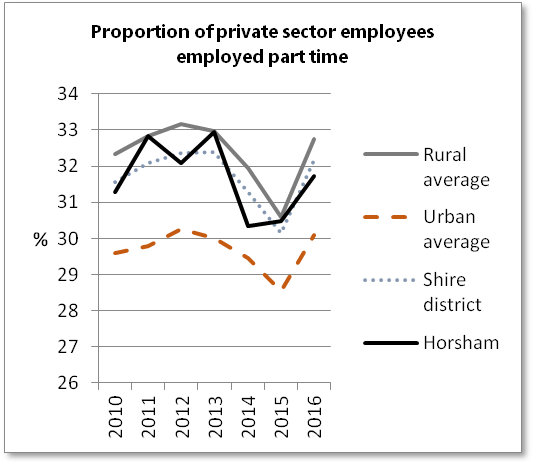 Proportion of private sector employees
employed part time
34
33
32
31
30
29
28
27
26
%
2010
2011
2012
2013
2014
2015
2016
Rural
average
Urban
average
Shire
district
Horsham